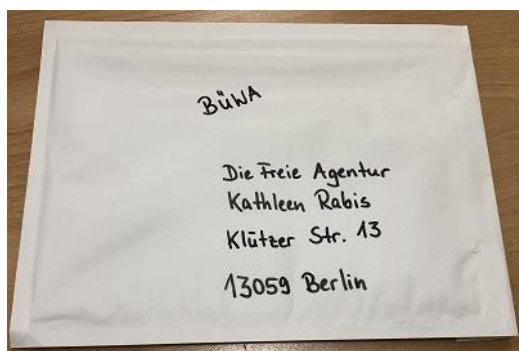 BÜWA
Die Freie Agentur
Kathleen Rabis
Klützer Str. 13
13059 Berlin